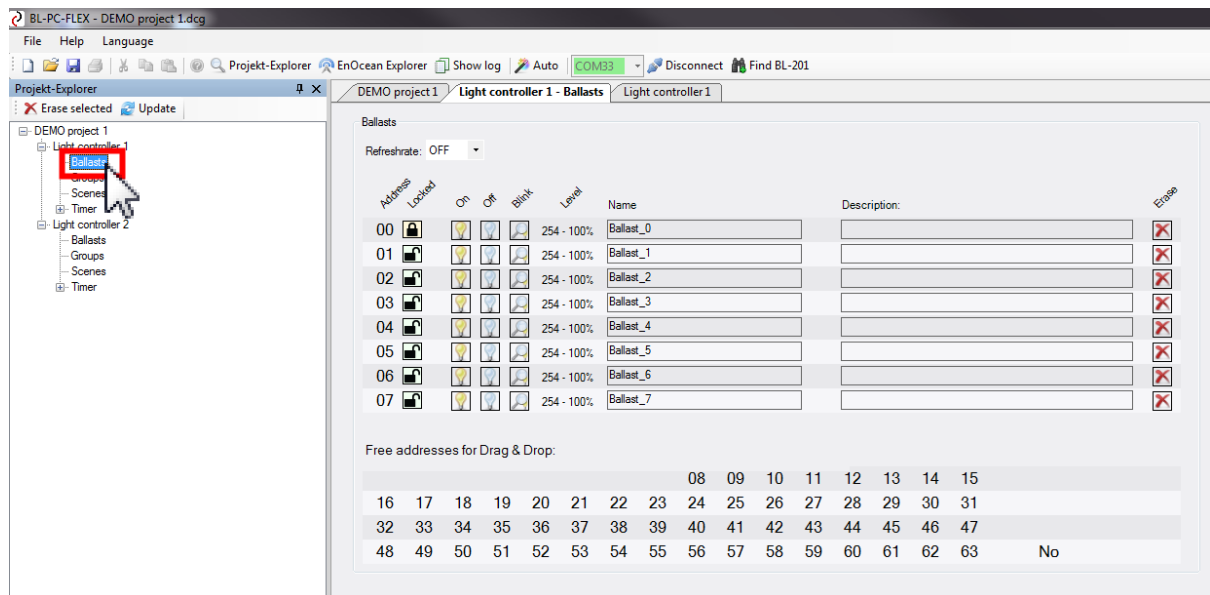 BL-PC-FLEX - DEMO project 1.dcg
File Help Language
Projekt-Explorer EnOcean Explorer Show log Auto COM33 Disconnect Find BL-201
Projekt-Explorer
Erase selected Update
DEMO project 1
Light controller 1
Ballasts
Groups
Scenes
Timer
Light controller 2
Ballasts
Groups
Scenes
Timer
DEMO project 1 Light controller 1 - Ballasts Light controller 1
Ballasts
Refreshrate: OFF
Address Locked On Off Blink Level Name Description: Erase
00 254 - 100% Ballast_0
01 254 - 100% Ballast_1
02 254 - 100% Ballast_2
03 254 - 100% Ballast_3
04 254 - 100% Ballast_4
05 254 - 100% Ballast_5
06 254 - 100% Ballast_6
07 254 - 100% Ballast_7
Free addresses for Drag & Drop:
08 09 10 11 12 13 14 15
16 17 18 19 20 21 22 23 24 25 26 27 28 29 30 31
32 33 34 35 36 37 38 39 40 41 42 43 44 45 46 47
48 49 50 51 52 53 54 55 56 57 58 59 60 61 62 63 No